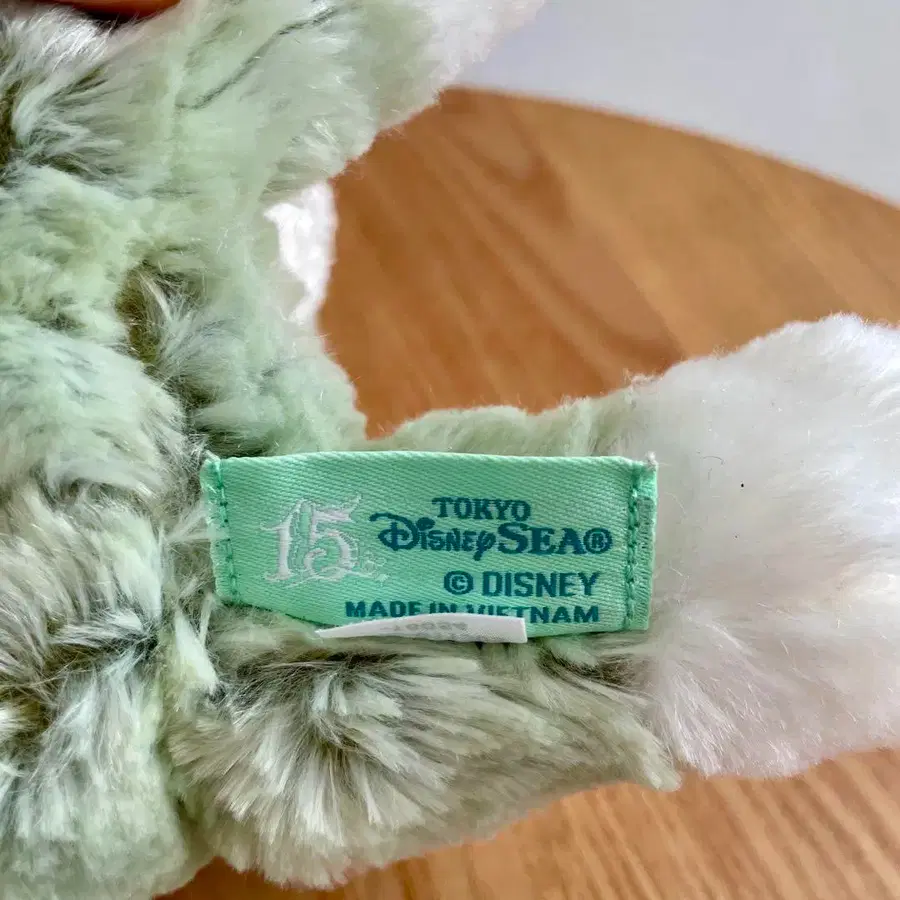 15
TOKYO
DISNEYSEA®
© DISNEY
MADE IN VIETNAM